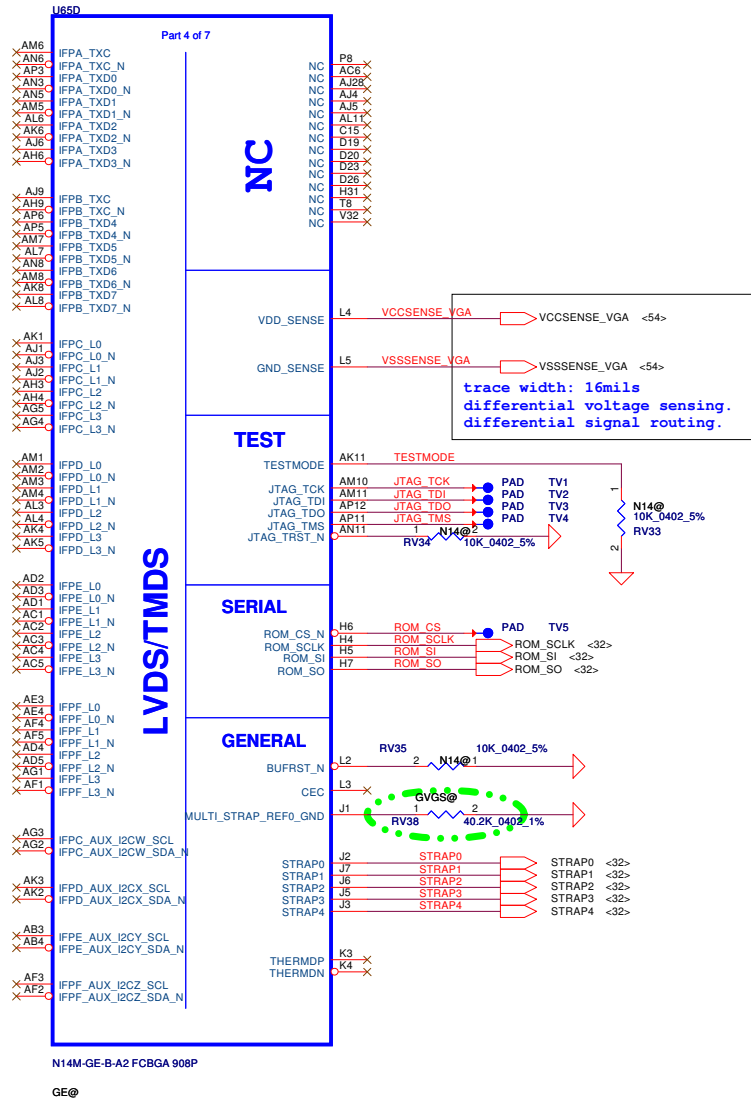 U65D
Part 4 of 7
AM6 IFPA_TXC
AN6 IFPA_TXC_N
AP3 IFPA_TXD0
AN3 IFPA_TXD0_N
AN5 IFPA_TXD1
AM5 IFPA_TXD1_N
AL6 IFPA_TXD2
AK6 IFPA_TXD2_N
AJ6 IFPA_TXD3
AH6 IFPA_TXD3_N
AJ9 IFPB_TXC
AH9 IFPB_TXC_N
AP6 IFPB_TXD4
AP5 IFPB_TXD4_N
AM7 IFPB_TXD5
AL7 IFPB_TXD5_N
AN8 IFPB_TXD6
AM8 IFPB_TXD6_N
AK8 IFPB_TXD7
AL8 IFPB_TXD7_N
AK1 IFPC_L0
AJ1 IFPC_L0_N
AJ3 IFPC_L1
AJ2 IFPC_L1_N
AH3 IFPC_L2
AH4 IFPC_L2_N
AG5 IFPC_L3
AG4 IFPC_L3_N
AM1 IFPD_L0
AM2 IFPD_L0_N
AM3 IFPD_L1
AM4 IFPD_L1_N
AL3 IFPD_L2
AL4 IFPD_L2_N
AK4 IFPD_L3
AK5 IFPD_L3_N
AD2 IFPE_L0
AD3 IFPE_L0_N
AD1 IFPE_L1
AC1 IFPE_L1_N
AC2 IFPE_L2
AC3 IFPE_L2_N
AC4 IFPE_L3
AC5 IFPE_L3_N
AE3 IFPF_L0
AE4 IFPF_L0_N
AF4 IFPF_L1
AF5 IFPF_L1_N
AD4 IFPF_L2
AD5 IFPF_L2_N
AG1 IFPF_L3
AF1 IFPF_L3_N
AG3 IFPC_AUX_I2CW_SCL
AG2 IFPC_AUX_I2CW_SDA_N
AK3 IFPD_AUX_I2CX_SCL
AK2 IFPD_AUX_I2CX_SDA_N
AB3 IFPE_AUX_I2CY_SCL
AB4 IFPE_AUX_I2CY_SDA_N
AF3 IFPF_AUX_I2CZ_SCL
AF2 IFPF_AUX_I2CZ_SDA_N
LVDS/TMDS
NC
NC P8
NC AC6
NC AJ28
NC AJ4
NC AJ5
NC AL11
NC C15
NC D19
NC D20
NC D23
NC D26
NC H31
NC T8
NC V32
VDD_SENSE L4 VCCSENSE_VGA VCCSENSE_VGA <54>
GND_SENSE L5 VSSSENSE_VGA VSSSENSE_VGA <54>
trace width: 16mils
differential voltage sensing.
differential signal routing.
TEST
TESTMODE AK11 TESTMODE
JTAG_TCK AM10 JTAG_TCK PAD TV1
JTAG_TDI AM11 JTAG_TDI PAD TV2
JTAG_TDO AP12 JTAG_TDO PAD TV3
JTAG_TMS AP11 JTAG_TMS PAD TV4
JTAG_TRST_N AN11 1 N14@ 2
RV34 10K_0402_5%
1
N14@
10K_0402_5%
RV33
2
SERIAL
ROM_CS_N H6 ROM_CS PAD TV5
ROM_SCLK H4 ROM_SCLK ROM_SCLK <32>
ROM_SI H5 ROM_SI ROM_SI <32>
ROM_SO H7 ROM_SO ROM_SO <32>
GENERAL
RV35 10K_0402_5%
BUFRST_N L2 2 N14@ 1
CEC L3
GVGS@
MULTI_STRAP_REF0_GND J1 1 2
RV38 40.2K_0402_1%
STRAP0 J2 STRAP0 STRAP0 <32>
STRAP1 J7 STRAP1 STRAP1 <32>
STRAP2 J6 STRAP2 STRAP2 <32>
STRAP3 J5 STRAP3 STRAP3 <32>
STRAP4 J3 STRAP4 STRAP4 <32>
THERMDP K3
THERMDN K4
N14M-GE-B-A2 FCBGA 908P
GE@